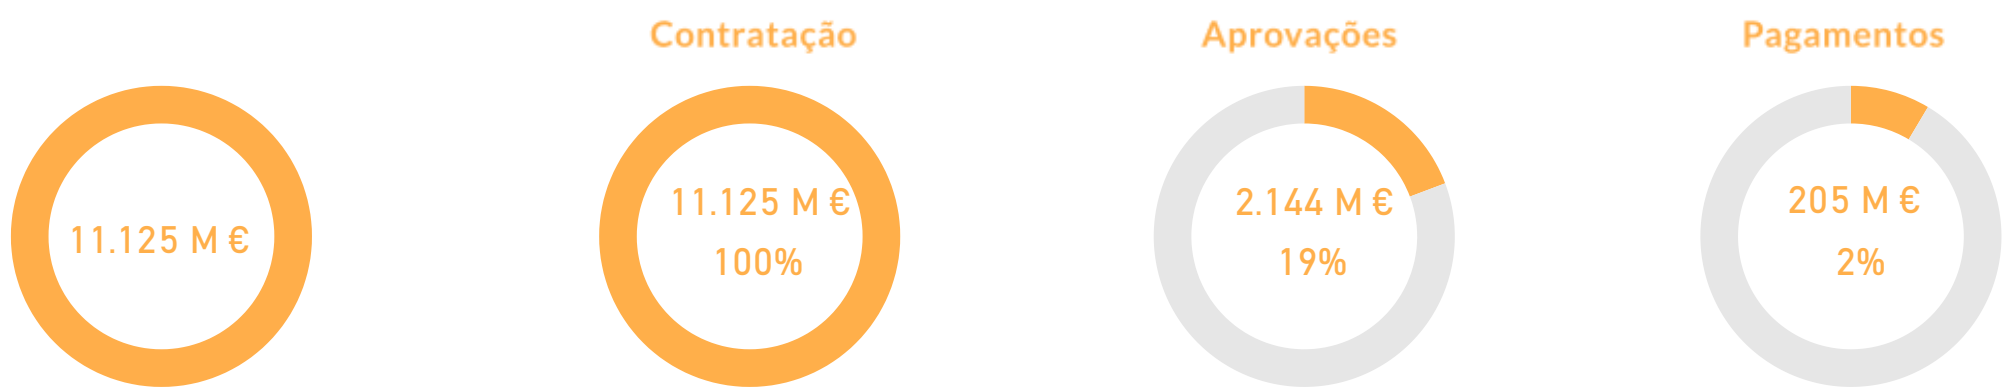 Contratação
Aprovações
Pagamentos
11.125 M €
11.125 M €
100%
2.144 M €
19%
205 M €
2%